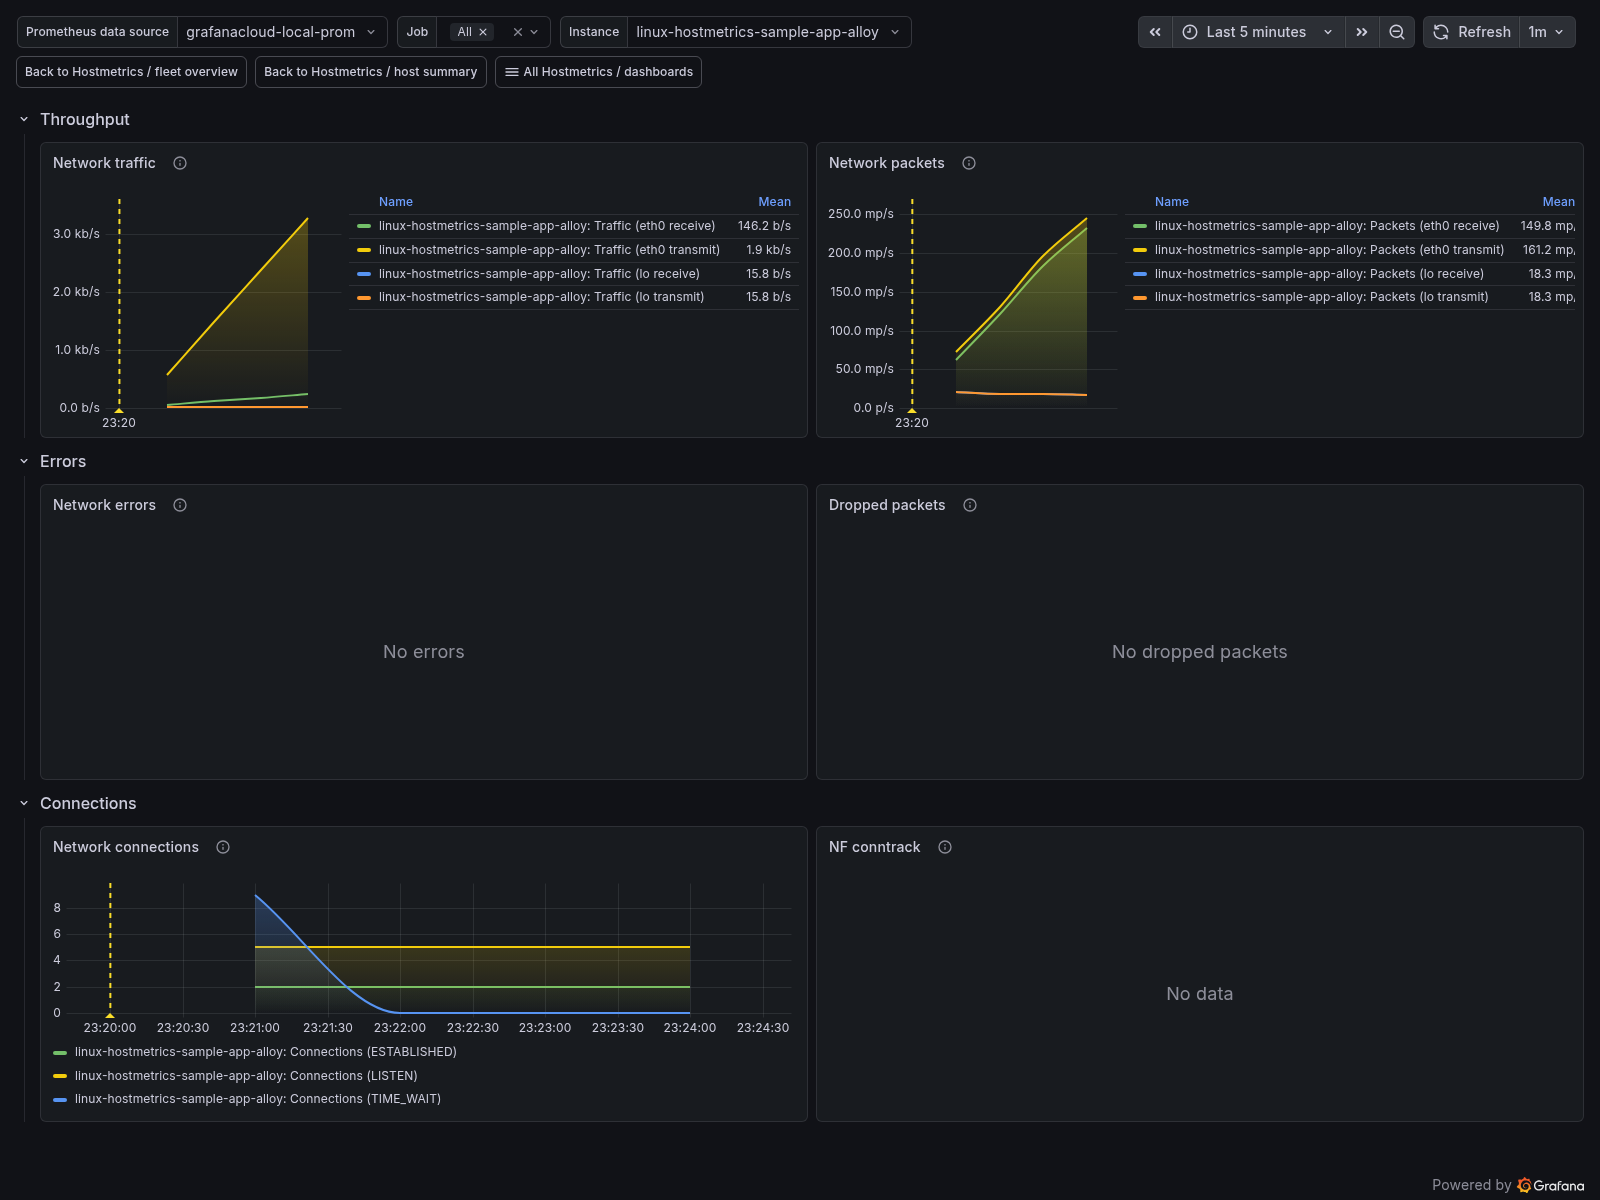 Prometheus data source grafanacloud-local-prom Job All Instance linux-hostmetrics-sample-app-alloy Last 5 minutes Refresh 1m
Back to Hostmetrics / fleet overview Back to Hostmetrics / host summary All Hostmetrics / dashboards
Throughput
Network traffic
Name Mean
linux-hostmetrics-sample-app-alloy: Traffic (eth0 receive) 146.2 b/s
linux-hostmetrics-sample-app-alloy: Traffic (eth0 transmit) 1.9 kb/s
linux-hostmetrics-sample-app-alloy: Traffic (lo receive) 15.8 b/s
linux-hostmetrics-sample-app-alloy: Traffic (lo transmit) 15.8 b/s
3.0 kb/s
2.0 kb/s
1.0 kb/s
0.0 b/s
23:20
Network packets
Name Mean
linux-hostmetrics-sample-app-alloy: Packets (eth0 receive) 149.8 mp/
linux-hostmetrics-sample-app-alloy: Packets (eth0 transmit) 161.2 mp/
linux-hostmetrics-sample-app-alloy: Packets (lo receive) 18.3 mp/
linux-hostmetrics-sample-app-alloy: Packets (lo transmit) 18.3 mp/
250.0 mp/s
200.0 mp/s
150.0 mp/s
100.0 mp/s
50.0 mp/s
0.0 p/s
23:20
Errors
Network errors
No errors
Dropped packets
No dropped packets
Connections
Network connections
8
6
4
2
0
23:20:00 23:20:30 23:21:00 23:21:30 23:22:00 23:22:30 23:23:00 23:23:30 23:24:00 23:24:30
linux-hostmetrics-sample-app-alloy: Connections (ESTABLISHED)
linux-hostmetrics-sample-app-alloy: Connections (LISTEN)
linux-hostmetrics-sample-app-alloy: Connections (TIME_WAIT)
NF conntrack
No data
Powered by Grafana